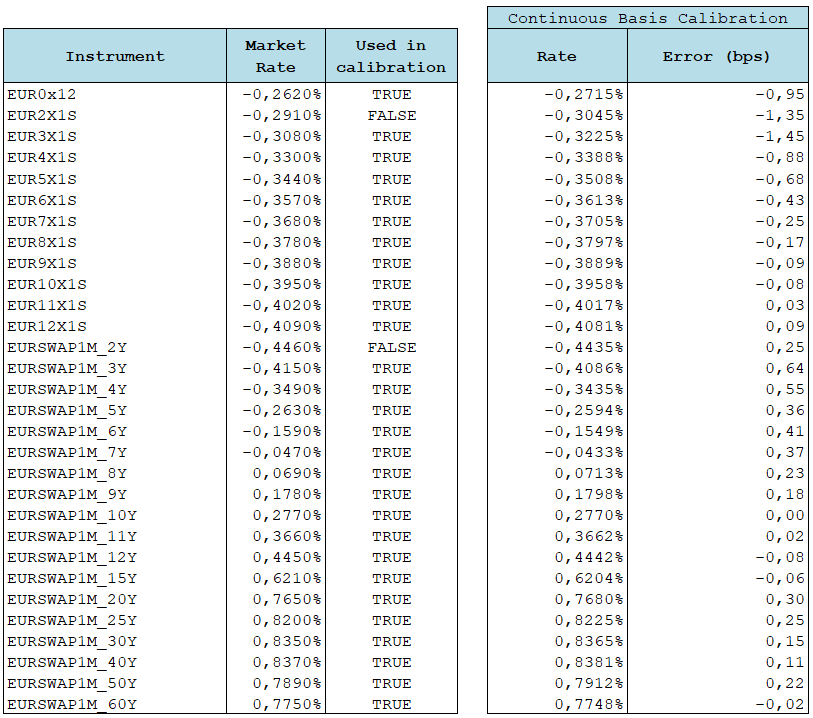 Continuous Basis Calibration
Instrument Market Rate Used in calibration Rate Error (bps)
EUR0x12 -0,2620% TRUE -0,2715% -0,95
EUR2X1S -0,2910% FALSE -0,3045% -1,35
EUR3X1S -0,3080% TRUE -0,3225% -1,45
EUR4X1S -0,3300% TRUE -0,3388% -0,88
EUR5X1S -0,3440% TRUE -0,3508% -0,68
EUR6X1S -0,3570% TRUE -0,3613% -0,43
EUR7X1S -0,3680% TRUE -0,3705% -0,25
EUR8X1S -0,3780% TRUE -0,3797% -0,17
EUR9X1S -0,3880% TRUE -0,3889% -0,09
EUR10X1S -0,3950% TRUE -0,3958% -0,08
EUR11X1S -0,4020% TRUE -0,4017% 0,03
EUR12X1S -0,4090% TRUE -0,4081% 0,09
EURSWAP1M_2Y -0,4460% FALSE -0,4435% 0,25
EURSWAP1M_3Y -0,4150% TRUE -0,4086% 0,64
EURSWAP1M_4Y -0,3490% TRUE -0,3435% 0,55
EURSWAP1M_5Y -0,2630% TRUE -0,2594% 0,36
EURSWAP1M_6Y -0,1590% TRUE -0,1549% 0,41
EURSWAP1M_7Y -0,0470% TRUE -0,0433% 0,37
EURSWAP1M_8Y 0,0690% TRUE 0,0713% 0,23
EURSWAP1M_9Y 0,1780% TRUE 0,1798% 0,18
EURSWAP1M_10Y 0,2770% TRUE 0,2770% 0,00
EURSWAP1M_11Y 0,3660% TRUE 0,3662% 0,02
EURSWAP1M_12Y 0,4450% TRUE 0,4442% -0,08
EURSWAP1M_15Y 0,6210% TRUE 0,6204% -0,06
EURSWAP1M_20Y 0,7650% TRUE 0,7680% 0,30
EURSWAP1M_25Y 0,8200% TRUE 0,8225% 0,25
EURSWAP1M_30Y 0,8350% TRUE 0,8365% 0,15
EURSWAP1M_40Y 0,8370% TRUE 0,8381% 0,11
EURSWAP1M_50Y 0,7890% TRUE 0,7912% 0,22
EURSWAP1M_60Y 0,7750% TRUE 0,7748% -0,02